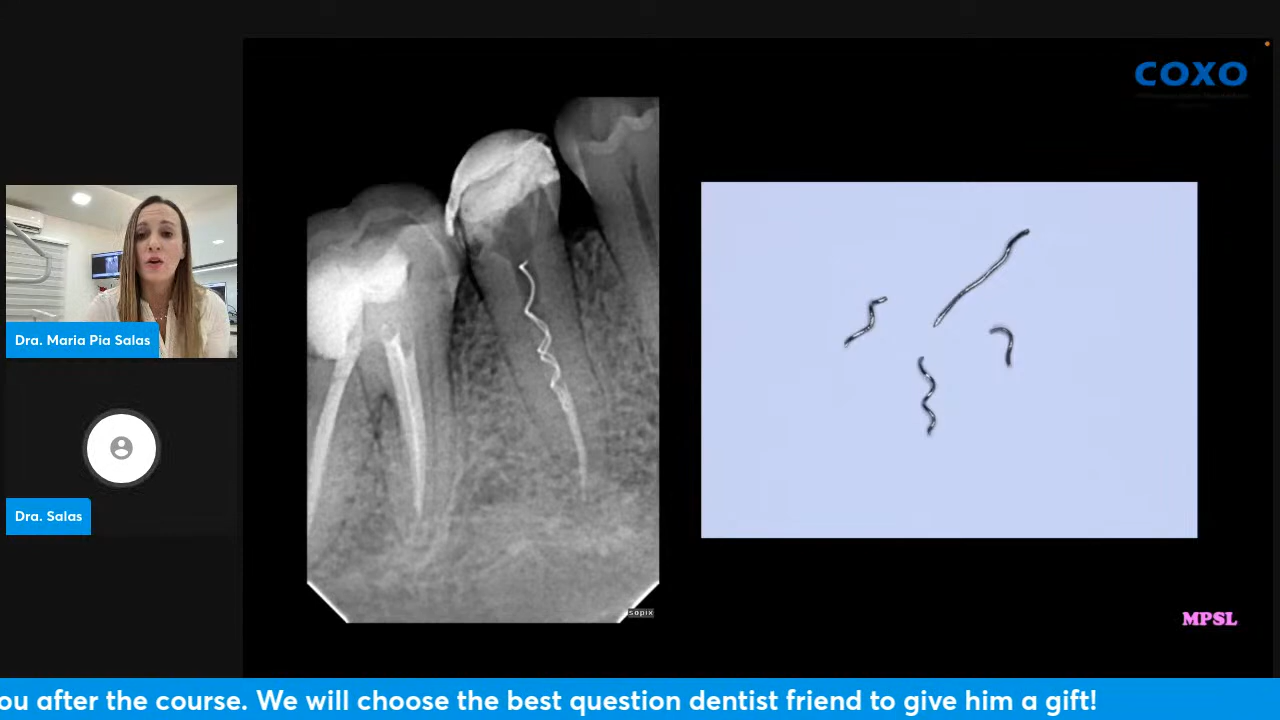 COXO
Dra. Maria Pia Salas
Dra. Salas
sopix
MPSL
ou after the course. We will choose the best question dentist friend to give him a gift!